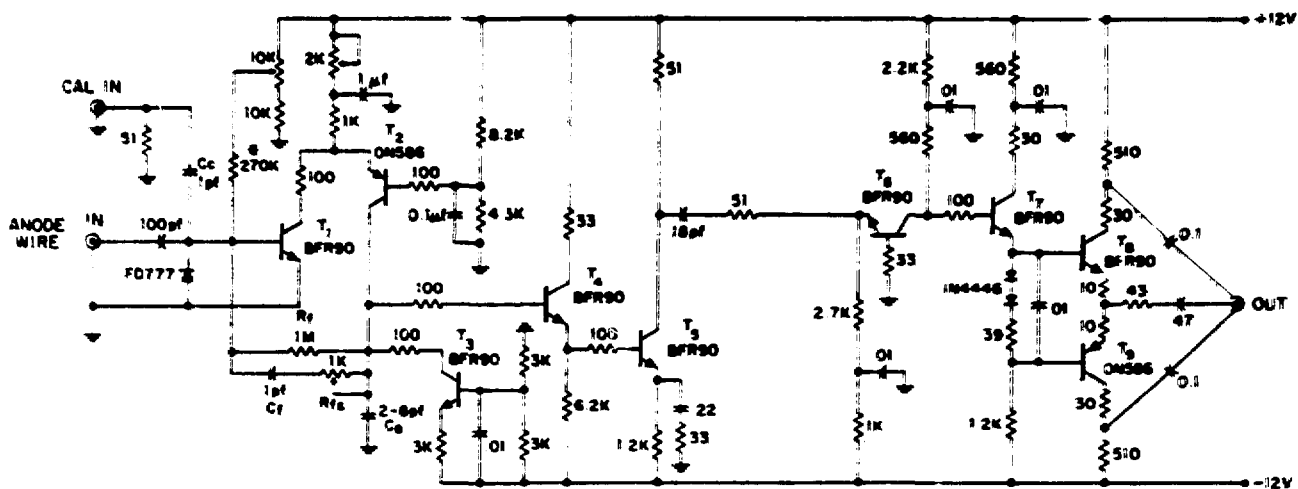 +12V
CAL IN
51
10K
10K
270K
Cc
1pf
2K
1µf
1K
T2
ON586
100
100
0.1µf
8.2K
4.3K
ANODE
WIRE
IN
100pf
FD777
T1
BFR90
Rf
1M
1K
1pf
Cf
Rfs
2-6pf
100
100
T3
BFR90
3K
01
3K
3K
33
T4
BFR90
6.2K
T5
BFR90
1.2K
22
33
51
18pf
51
2.7K
01
1K
T6
BFR90
33
2.2K
01
560
560
01
30
100
T7
BFR90
01
39
1.2K
510
30
T8
BFR90
10
10
43
47
0.1
0.1
OUT
T9
ON586
30
510
-12V